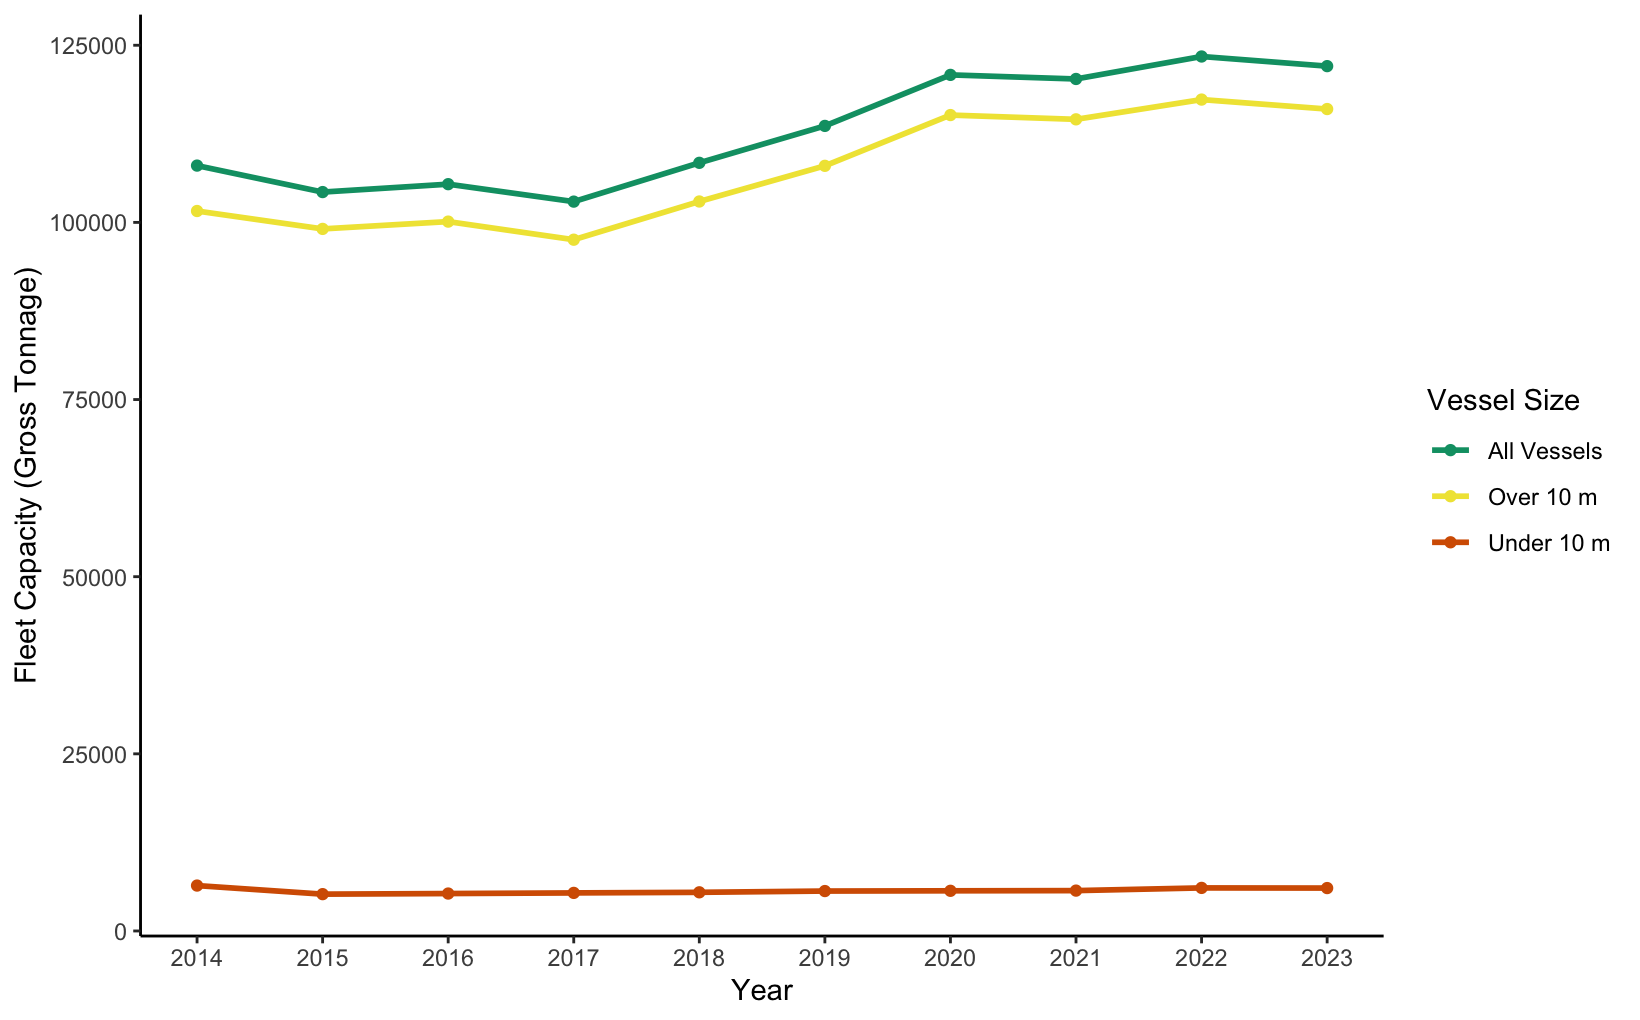 125000
100000
75000
50000
25000
0
Fleet Capacity (Gross Tonnage)
2014 2015 2016 2017 2018 2019 2020 2021 2022 2023
Year
Vessel Size
All Vessels
Over 10 m
Under 10 m